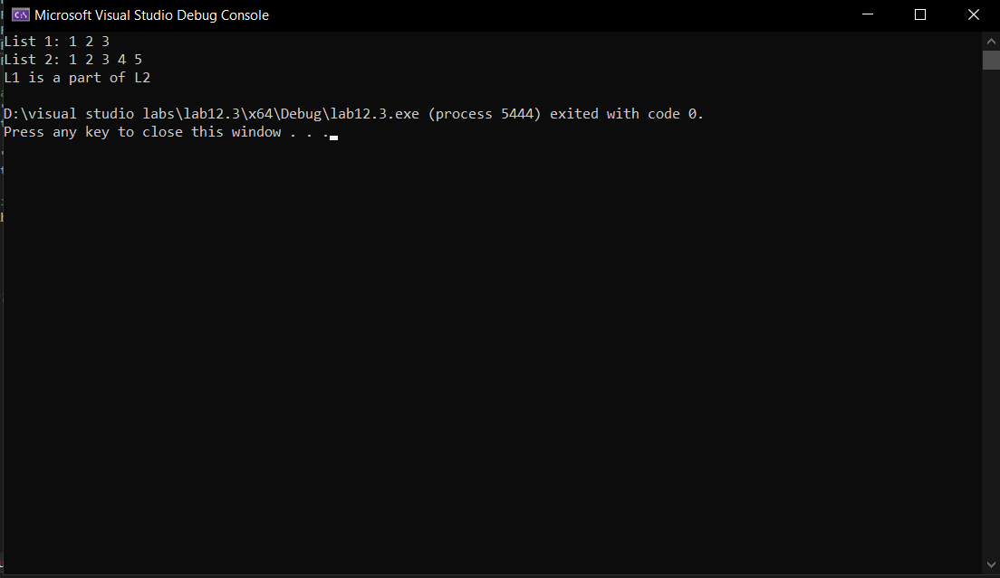 Microsoft Visual Studio Debug Console
List 1: 1 2 3
List 2: 1 2 3 4 5
L1 is a part of L2
D:\visual studio labs\lab12.3\x64\Debug\lab12.3.exe (process 5444) exited with code 0.
Press any key to close this window . . .